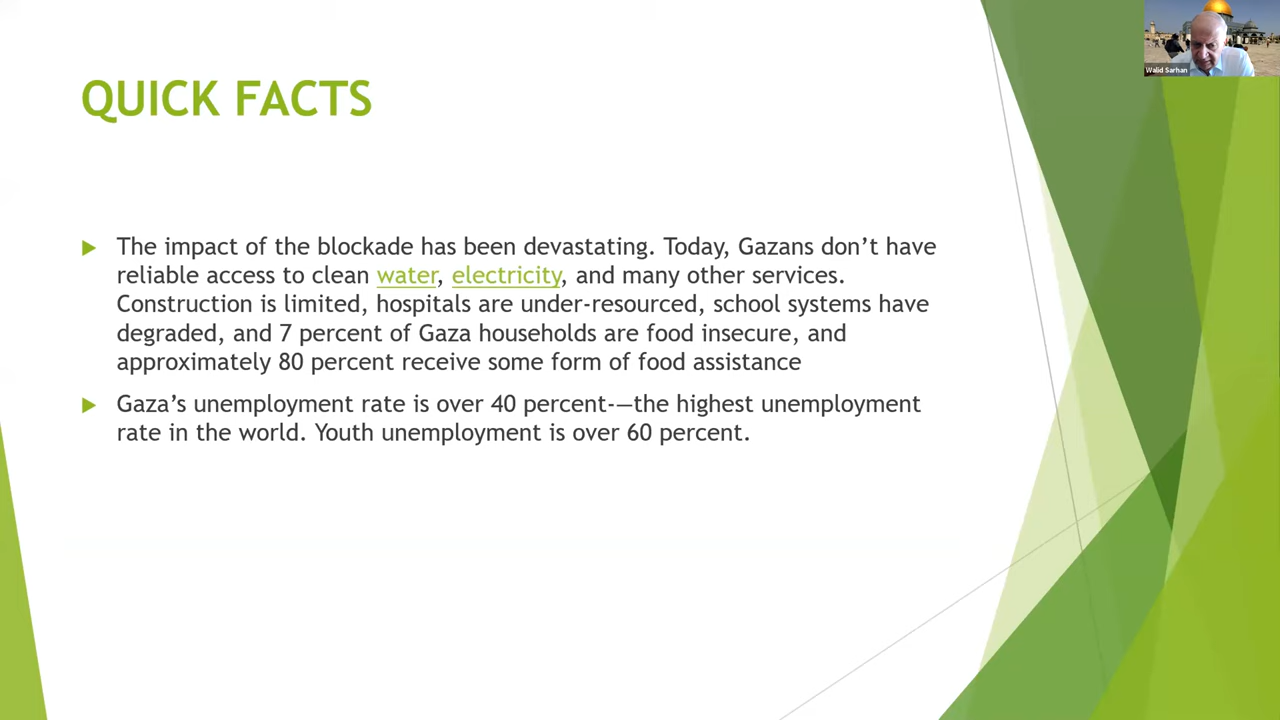 QUICK FACTS
The impact of the blockade has been devastating. Today, Gazans don’t have
reliable access to clean water, electricity, and many other services.
Construction is limited, hospitals are under-resourced, school systems have
degraded, and 7 percent of Gaza households are food insecure, and
approximately 80 percent receive some form of food assistance
Gaza’s unemployment rate is over 40 percent-—the highest unemployment
rate in the world. Youth unemployment is over 60 percent.
Walid Sarhan